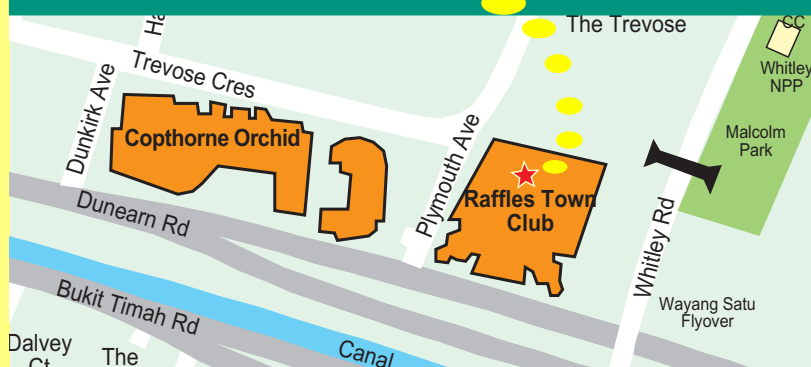 The Trevose
CC
Whitley
NPP
Trevose Cres
Dunkirk Ave
Copthorne Orchid
Plymouth Ave
Malcolm
Park
Raffles Town
Club
Dunearn Rd
Whitley Rd
Bukit Timah Rd
Wayang Satu
Flyover
Canal
Dalvey
Ct
The